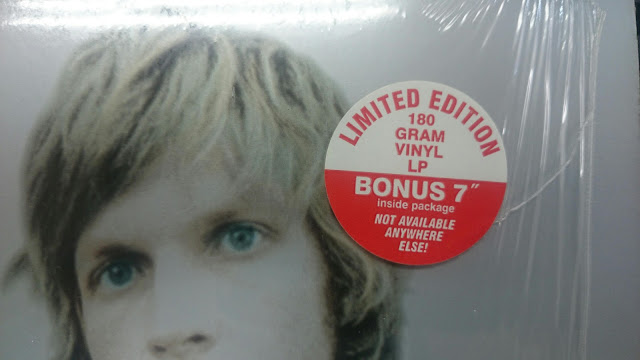 LIMITED EDITION
180
GRAM
VINYL
LP
BONUS 7"
inside package
NOT AVAILABLE
ANYWHERE
ELSE!